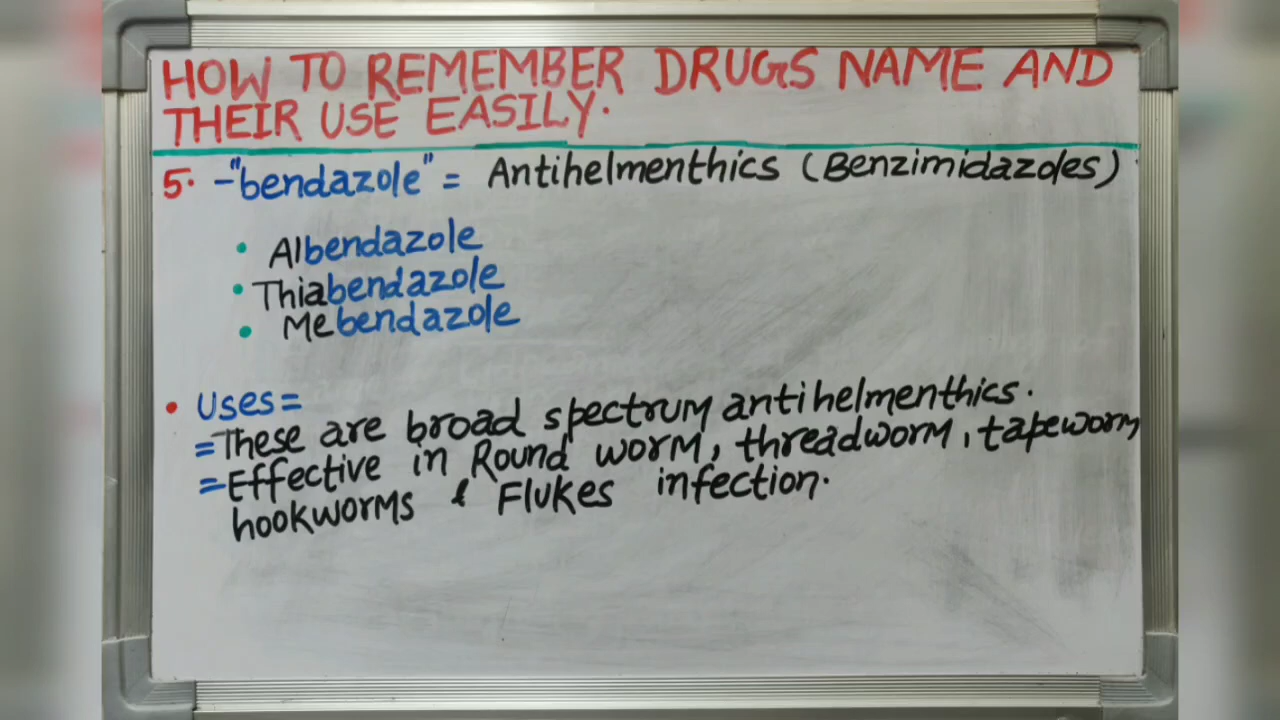 HOW TO REMEMBER DRUGS NAME AND
THEIR USE EASILY.
5. -"bendazole" = Antihelmenthics (Benzimidazoles)
• Albendazole
• Thiabendazole
• Mebendazole
• Uses=
=These are broad spectrum antihelmenthics.
=Effective in Round worm, threadworm, tapeworm
hookworms & Flukes infection.